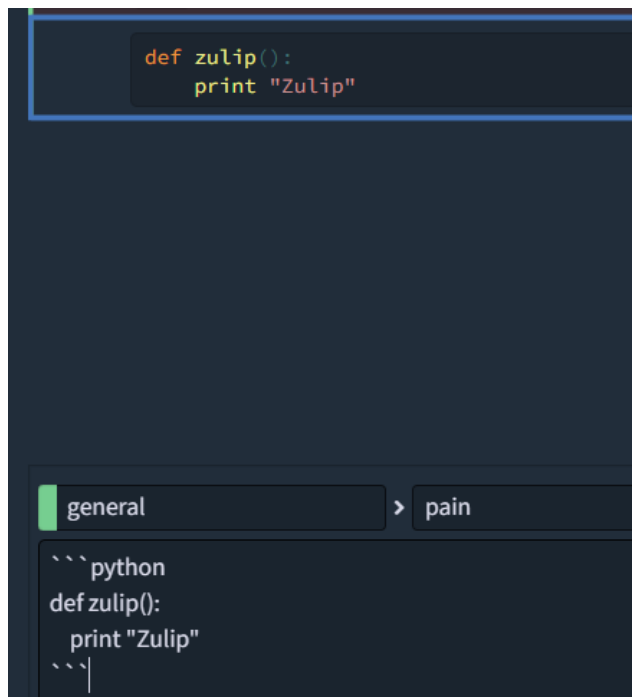 def zulip():
    print "Zulip"
general > pain
```python
def zulip():
    print "Zulip"
```